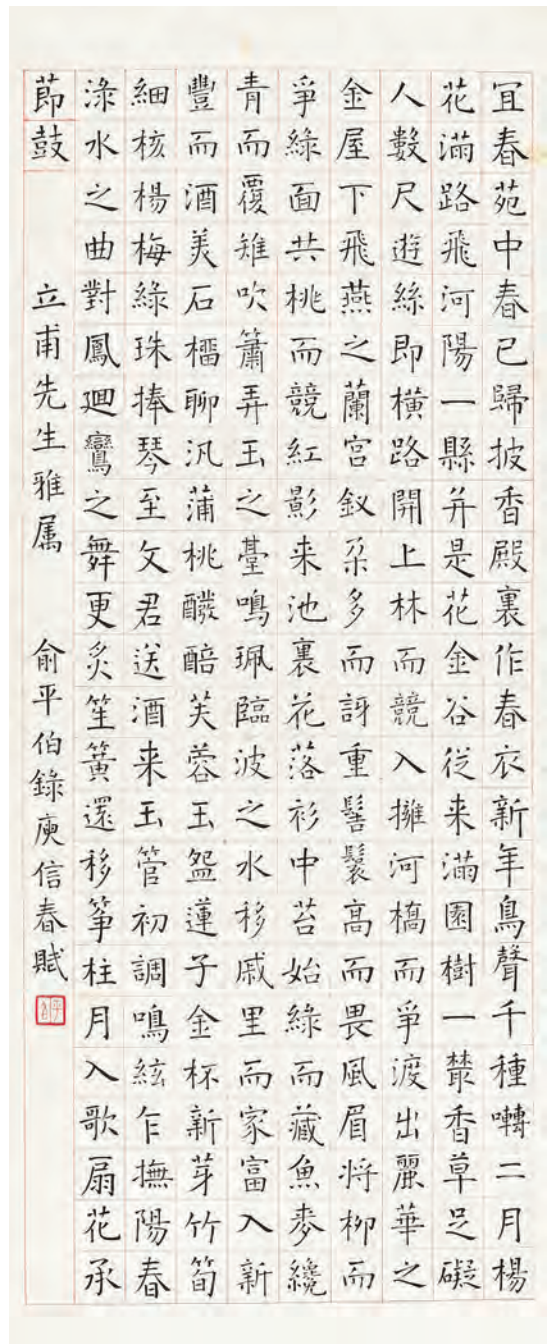 冝春苑中春已歸披香殿裏作春衣新年鳥聲千種囀二月楊
花滿路飛河陽一縣并是花金谷從来滿園樹一藂香草足礙
人數尺遊絲即橫路開上林而競入擁河橋而爭渡出麗華之
金屋下飛燕之蘭宮釵朶多而訝重髻鬟高而畏風眉将柳而
爭綠面共桃而競紅影来池裏花落衫中苔始綠而藏魚麥纔
青而覆雉吹簫弄玉之臺鳴珮臨波之水移戚里而家富入新
豐而酒美石榴聊汎蒲桃醱醅芙蓉玉盌蓮子金杯新芽竹筍
細核楊梅綠珠捧琴至文君送酒来玉管初調鳴絃乍撫陽春
淥水之曲對鳳迴鸞之舞更炙笙簧還移筝柱月入歌扇花承
莭鼓
立甫先生雅属
俞平伯錄庾信春賦